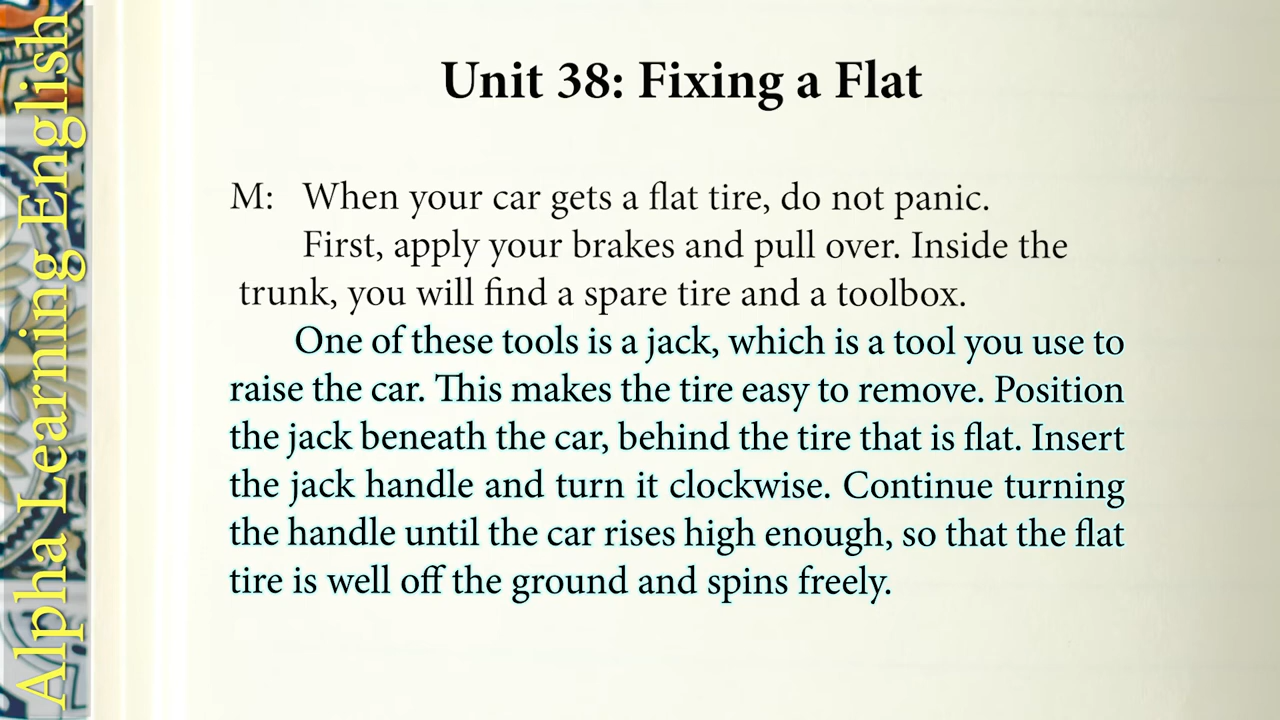 Alpha Learning English
Unit 38: Fixing a Flat
M: When your car gets a flat tire, do not panic.
First, apply your brakes and pull over. Inside the
trunk, you will find a spare tire and a toolbox.
One of these tools is a jack, which is a tool you use to
raise the car. This makes the tire easy to remove. Position
the jack beneath the car, behind the tire that is flat. Insert
the jack handle and turn it clockwise. Continue turning
the handle until the car rises high enough, so that the flat
tire is well off the ground and spins freely.